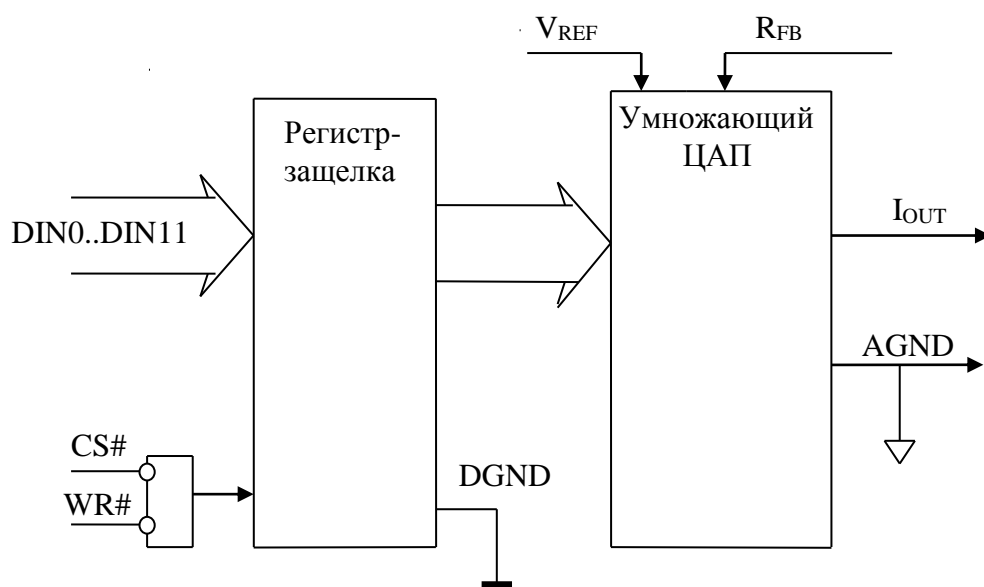 VREF
RFB
Регистр-
защелка
Умножающий
ЦАП
DIN0..DIN11
IOUT
AGND
CS#
WR#
DGND